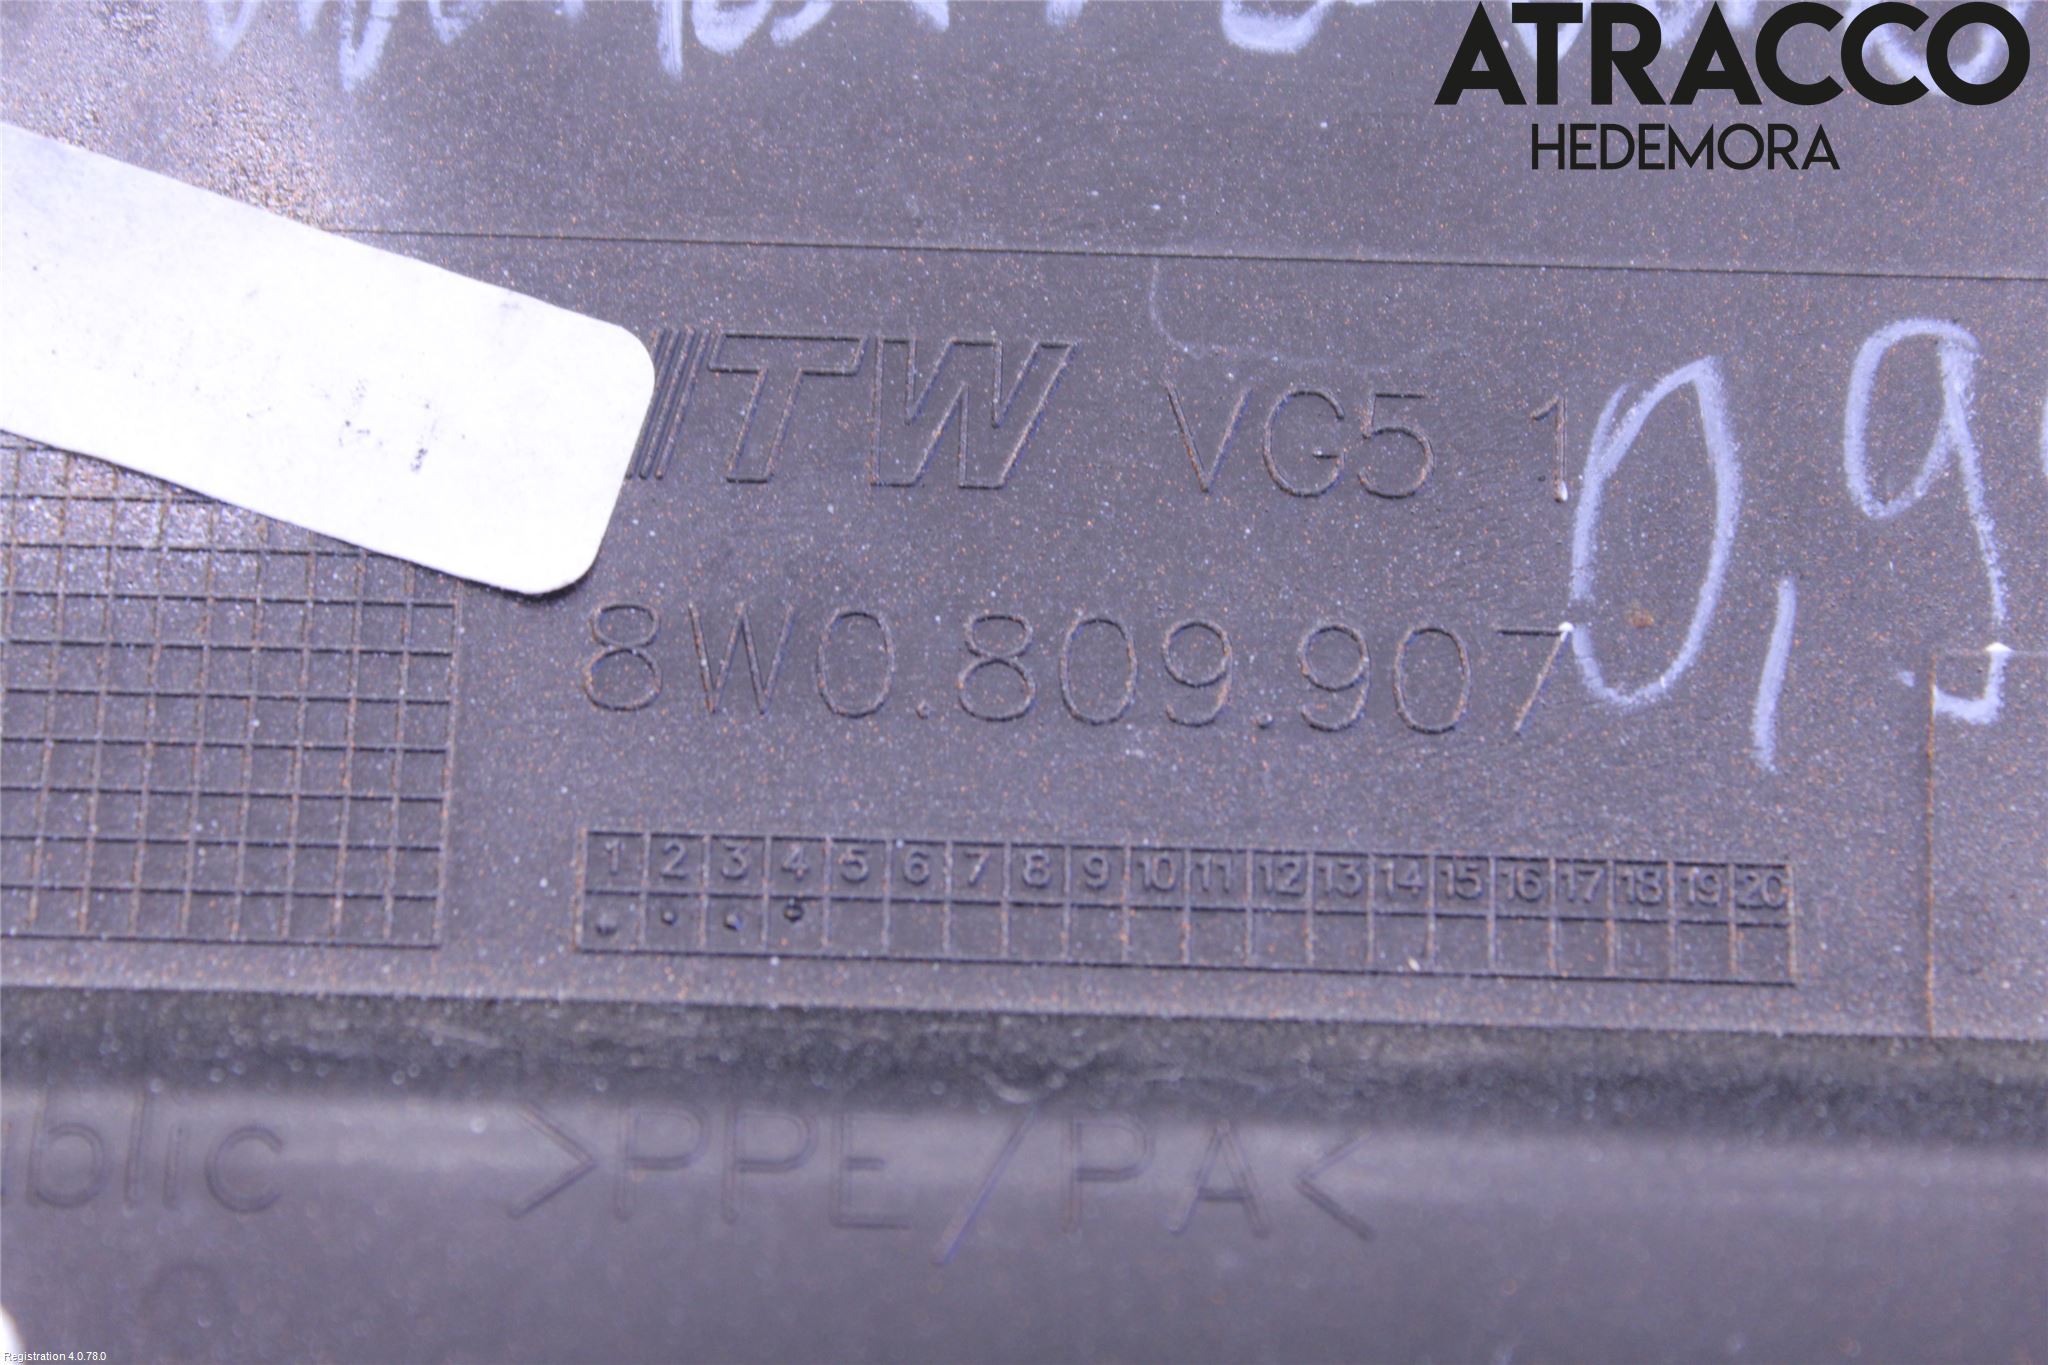 ATRACCO
HEDEMORA
ITW VG5 1
0,9
8W0.809.907
1 2 3 4 5 6 7 8 9 10 11 12 13 14 15 16 17 18 19 20
blic >PPE/PA<
Registration 4.0.78.0